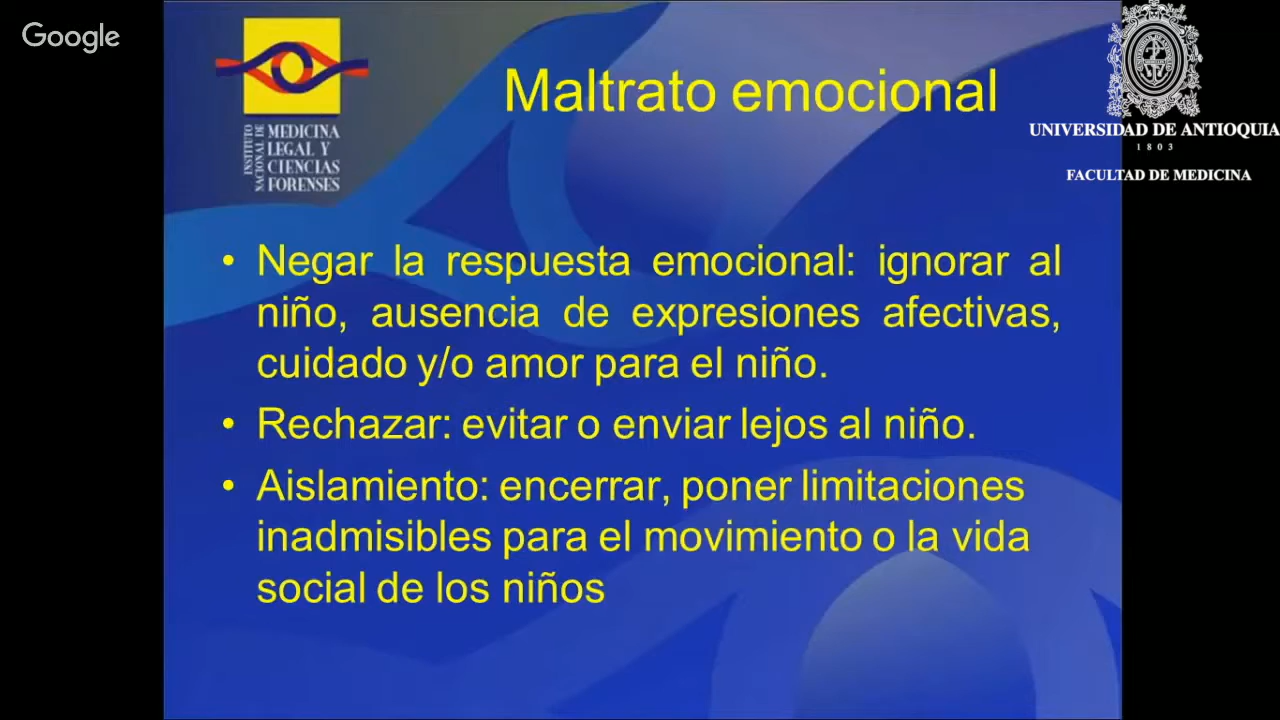 Google
Maltrato emocional
INSTITUTO
NACIONAL DE
MEDICINA
LEGAL Y
CIENCIAS
FORENSES
UNIVERSIDAD DE ANTIOQUIA
1803
FACULTAD DE MEDICINA
• Negar la respuesta emocional: ignorar al
niño, ausencia de expresiones afectivas,
cuidado y/o amor para el niño.
• Rechazar: evitar o enviar lejos al niño.
• Aislamiento: encerrar, poner limitaciones
inadmisibles para el movimiento o la vida
social de los niños